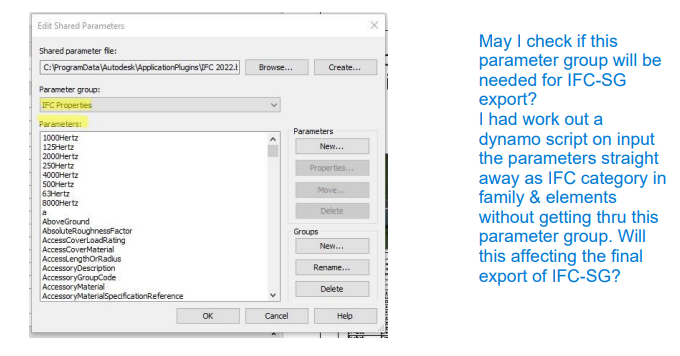 Edit Shared Parameters
Shared parameter file:
C:\ProgramData\Autodesk\ApplicationPlugins\IFC 2022.b
Browse...
Create...
Parameter group:
IFC Properties
Parameters:
1000Hertz
125Hertz
2000Hertz
250Hertz
4000Hertz
500Hertz
63Hertz
8000Hertz
a
AboveGround
AbsoluteRoughnessFactor
AccessCoverLoadRating
AccessCoverMaterial
AccessLengthOrRadius
AccessoryDescription
AccessoryGroupCode
AccessoryMaterial
AccessoryMaterialSpecificationReference
Parameters
New...
Properties...
Move...
Delete
Groups
New...
Rename...
Delete
OK
Cancel
Help
May I check if this
parameter group will be
needed for IFC-SG
export?
I had work out a
dynamo script on input
the parameters straight
away as IFC category in
family & elements
without getting thru this
parameter group. Will
this affecting the final
export of IFC-SG?